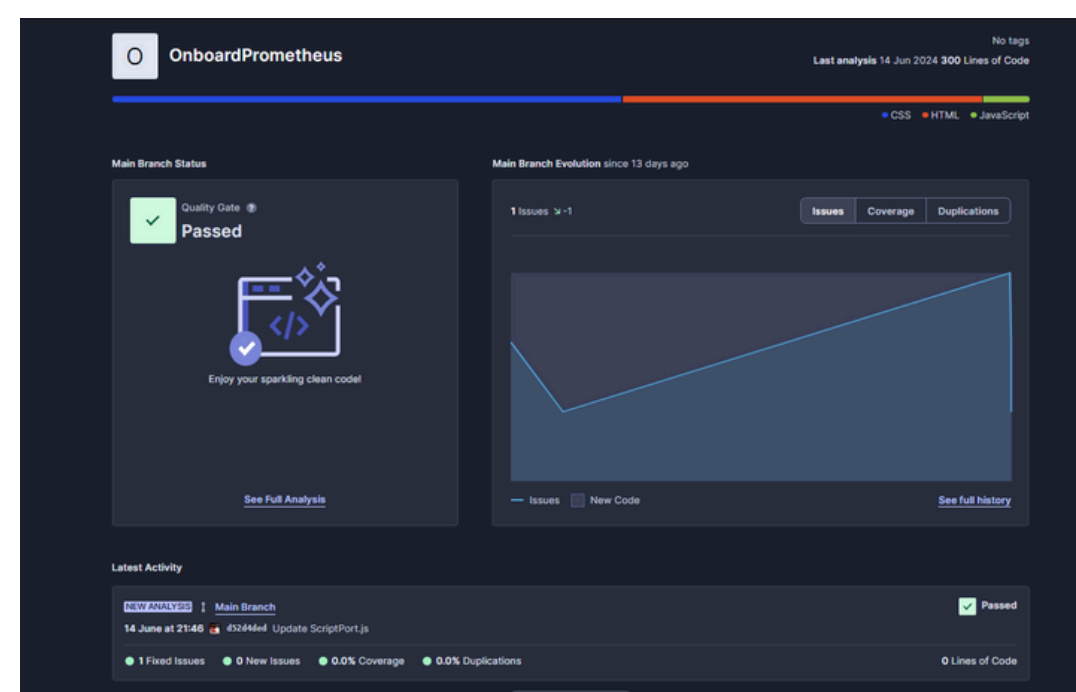 O OnboardPrometheus
No tags
Last analysis 14 Jun 2024 300 Lines of Code
CSS HTML JavaScript
Main Branch Status
Quality Gate ?
Passed
</>
Enjoy your sparkling clean code!
See Full Analysis
Main Branch Evolution since 13 days ago
1 Issues -1
Issues Coverage Duplications
Issues New Code
See full history
Latest Activity
NEW ANALYSIS Main Branch
Passed
14 June at 21:46 d52d4ded Update ScriptPort.js
1 Fixed Issues 0 New Issues 0.0% Coverage 0.0% Duplications
0 Lines of Code